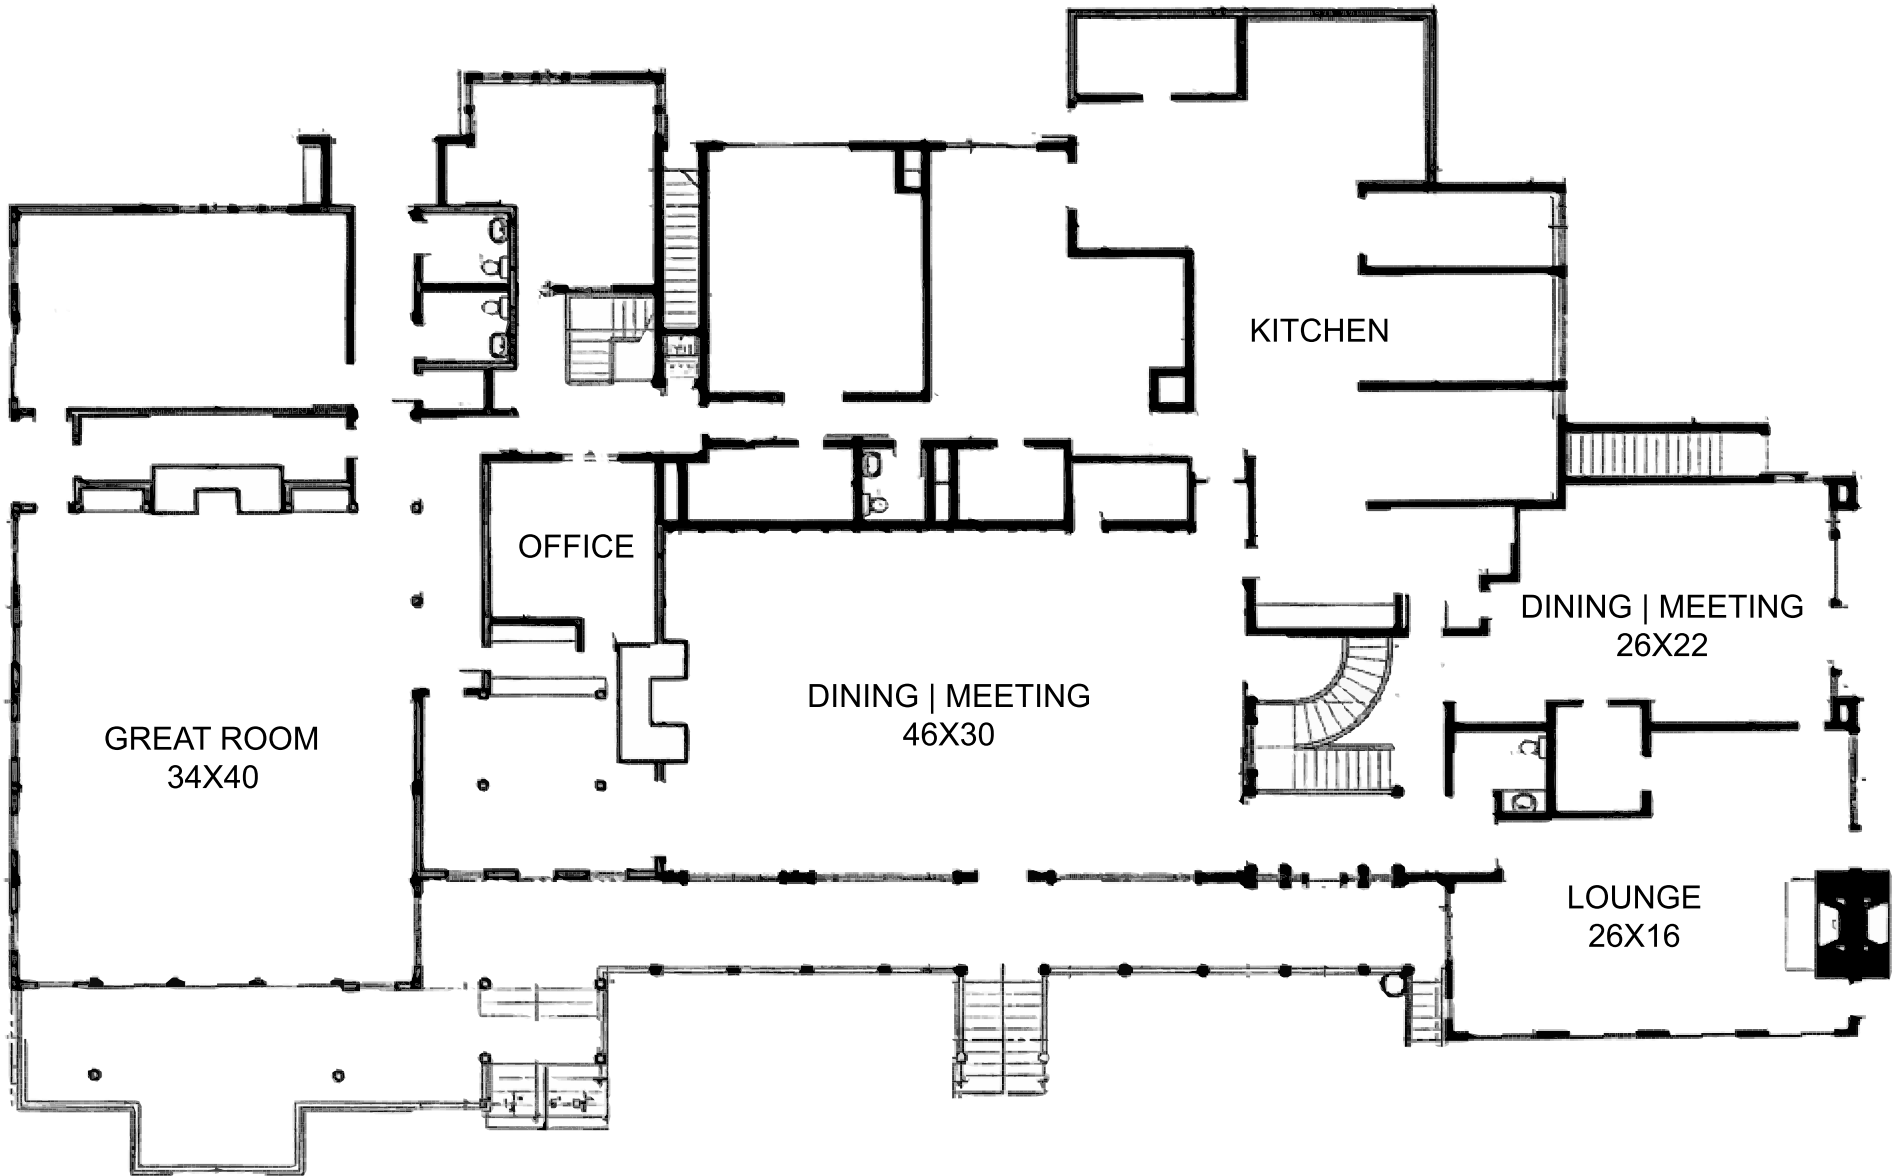 KITCHEN
OFFICE
DINING | MEETING
26X22
DINING | MEETING
46X30
GREAT ROOM
34X40
LOUNGE
26X16